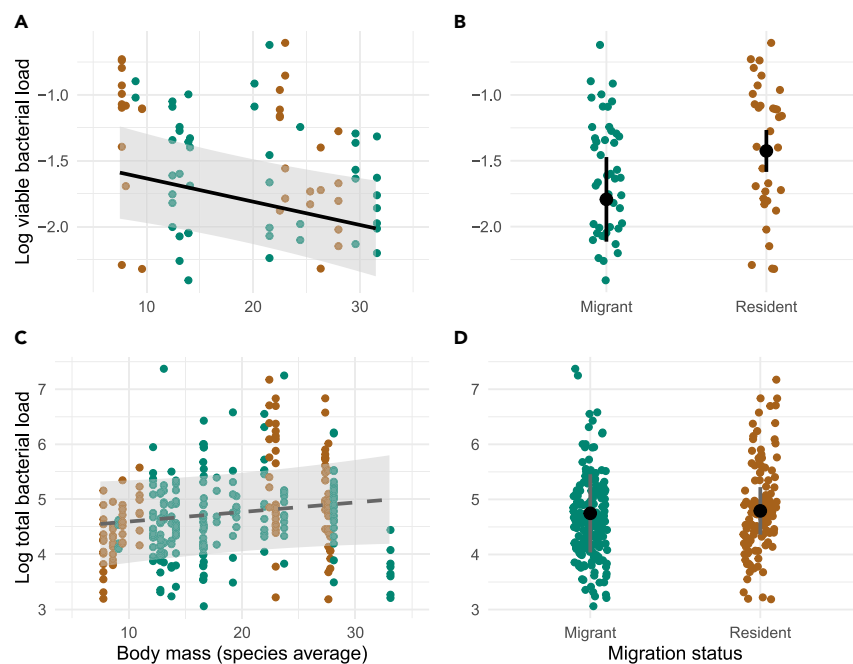 A
B
Log viable bacterial load
−1.0
−1.5
−2.0
10
20
30
−1.0
−1.5
−2.0
Migrant
Resident
C
D
Log total bacterial load
7
6
5
4
3
10
20
30
Body mass (species average)
7
6
5
4
3
Migrant
Resident
Migration status